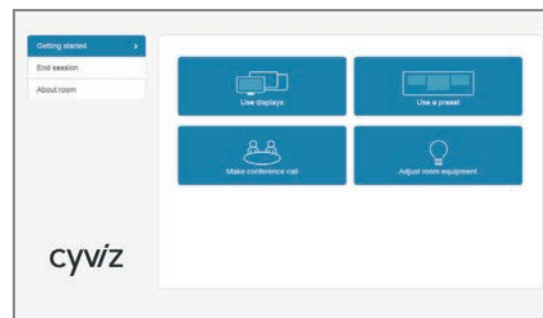 Getting started
End session
About room
Use displays
Use a preset
Make conference call
Adjust room equipment
cyviz